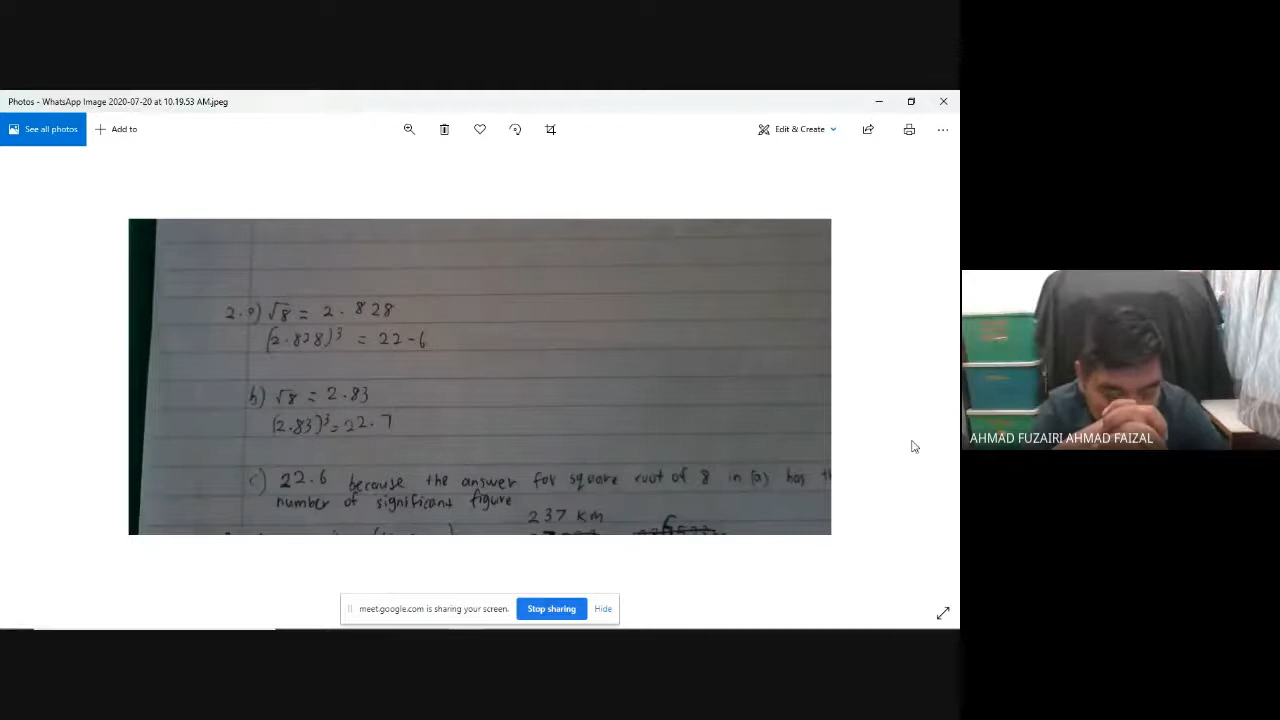 Photos - WhatsApp Image 2020-07-20 at 10.19.53 AM.jpeg
See all photos
Add to
Edit & Create
2.a) √8 = 2.828
(2.828)³ = 22.6
b) √8 = 2.83
(2.83)³ = 22.7
c) 22.6 because the answer for square root of 8 in (a) has
number of significant figure
237 km
AHMAD FUZAIRI AHMAD FAIZAL
meet.google.com is sharing your screen.
Stop sharing
Hide